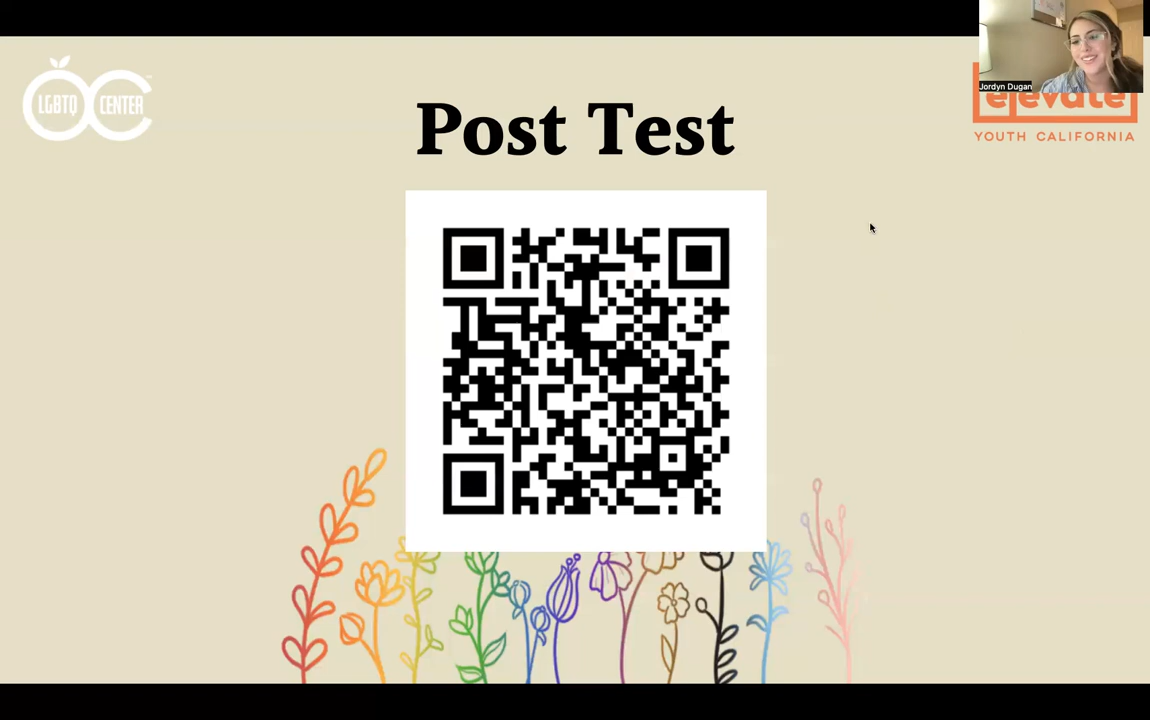 LGBTQ CENTER
Post Test
Jordyn Dugan
elevate
YOUTH CALIFORNIA